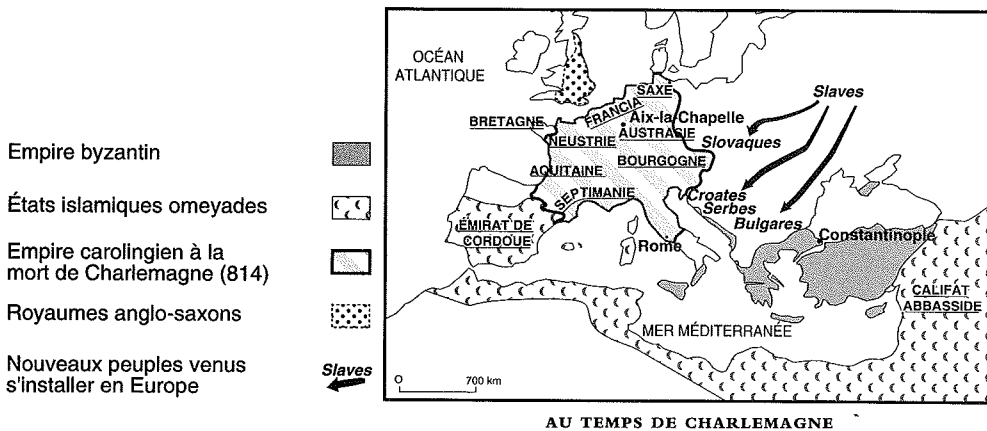 Empire byzantin
États islamiques omeyades
Empire carolingien à la
mort de Charlemagne (814)
Royaumes anglo-saxons
Nouveaux peuples venus
s'installer en Europe
Slaves
OCÉAN
ATLANTIQUE
SAXE
Slaves
FRANCIA
BRETAGNE
Aix-la-Chapelle
NEUSTRIE
AUSTRASIE
Slovaques
AQUITAINE
BOURGOGNE
SEPTIMANIE
Croates
Serbes
Bulgares
ÉMIRAT DE
CORDOUE
Rome
Constantinople
CALIFAT
ABBASSIDE
MER MÉDITERRANÉE
O
700 km
AU TEMPS DE CHARLEMAGNE